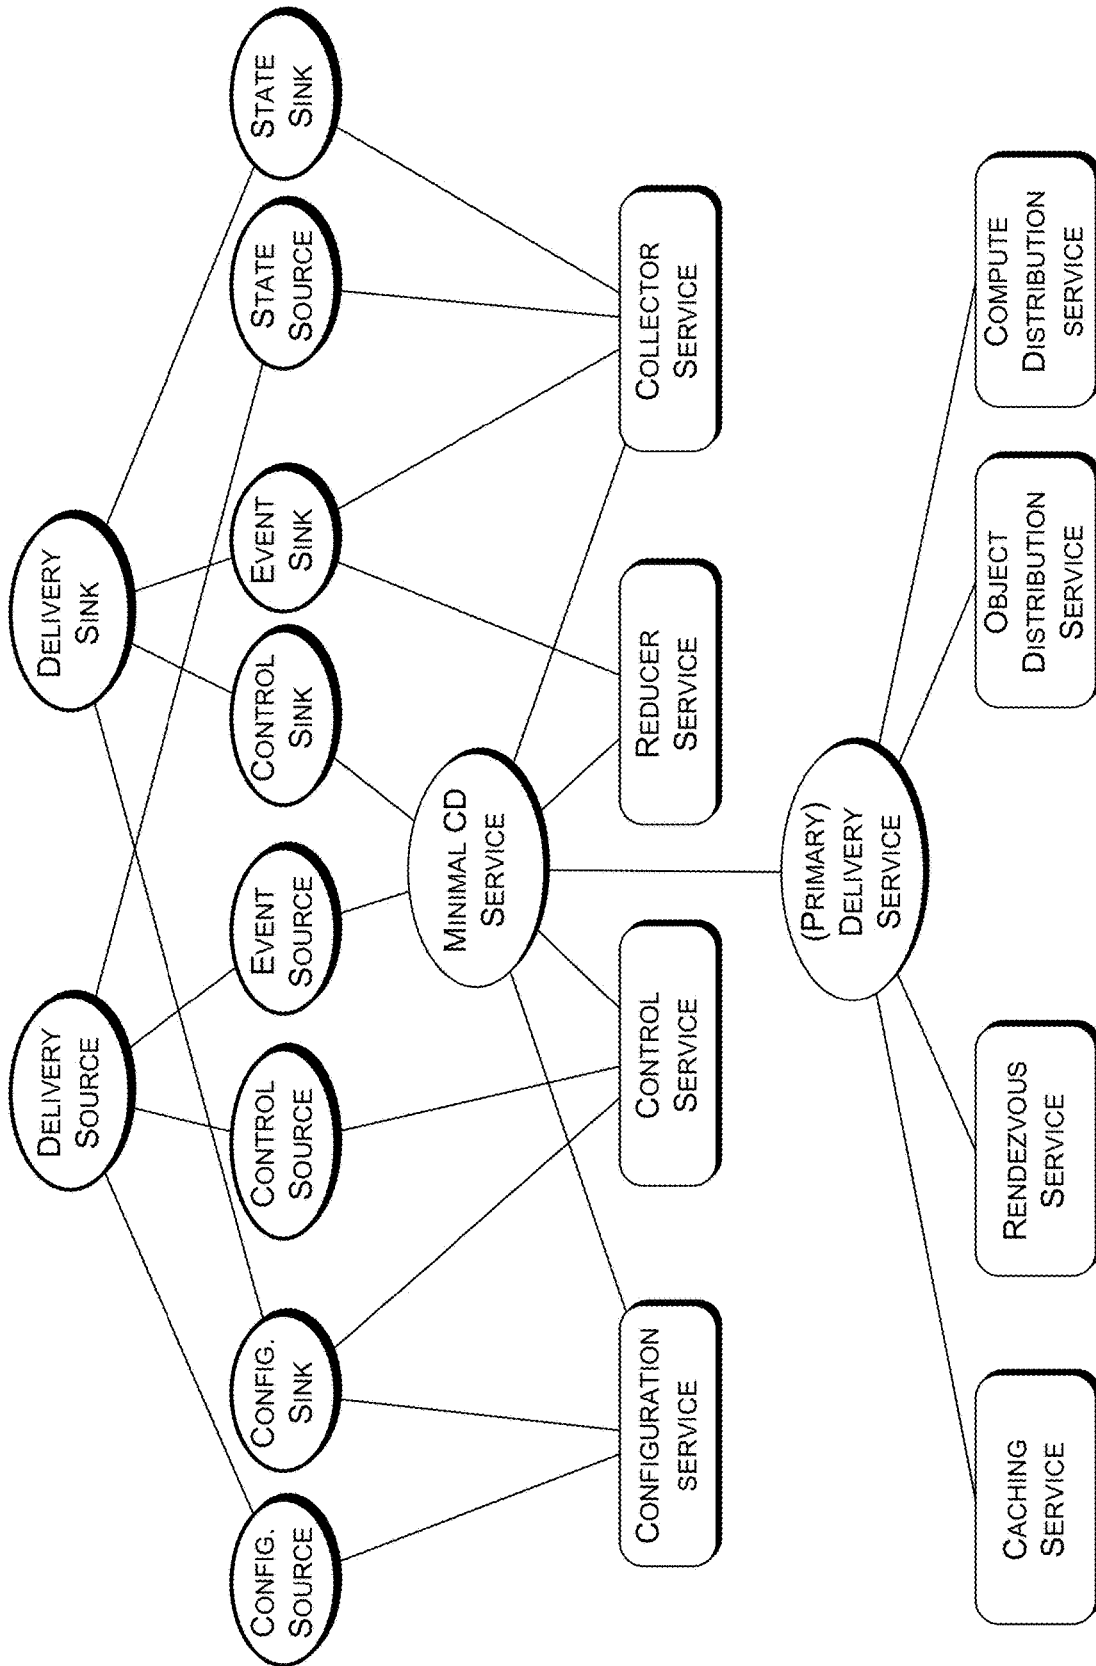 DELIVERY
SOURCE
DELIVERY
SINK
CONFIG.
SOURCE
CONFIG.
SINK
CONTROL
SOURCE
EVENT
SOURCE
CONTROL
SINK
EVENT
SINK
STATE
SOURCE
STATE
SINK
MINIMAL CD
SERVICE
CONFIGURATION
SERVICE
CONTROL
SERVICE
REDUCER
SERVICE
COLLECTOR
SERVICE
(PRIMARY)
DELIVERY
SERVICE
CACHING
SERVICE
RENDEZVOUS
SERVICE
OBJECT
DISTRIBUTION
SERVICE
COMPUTE
DISTRIBUTION
SERVICE